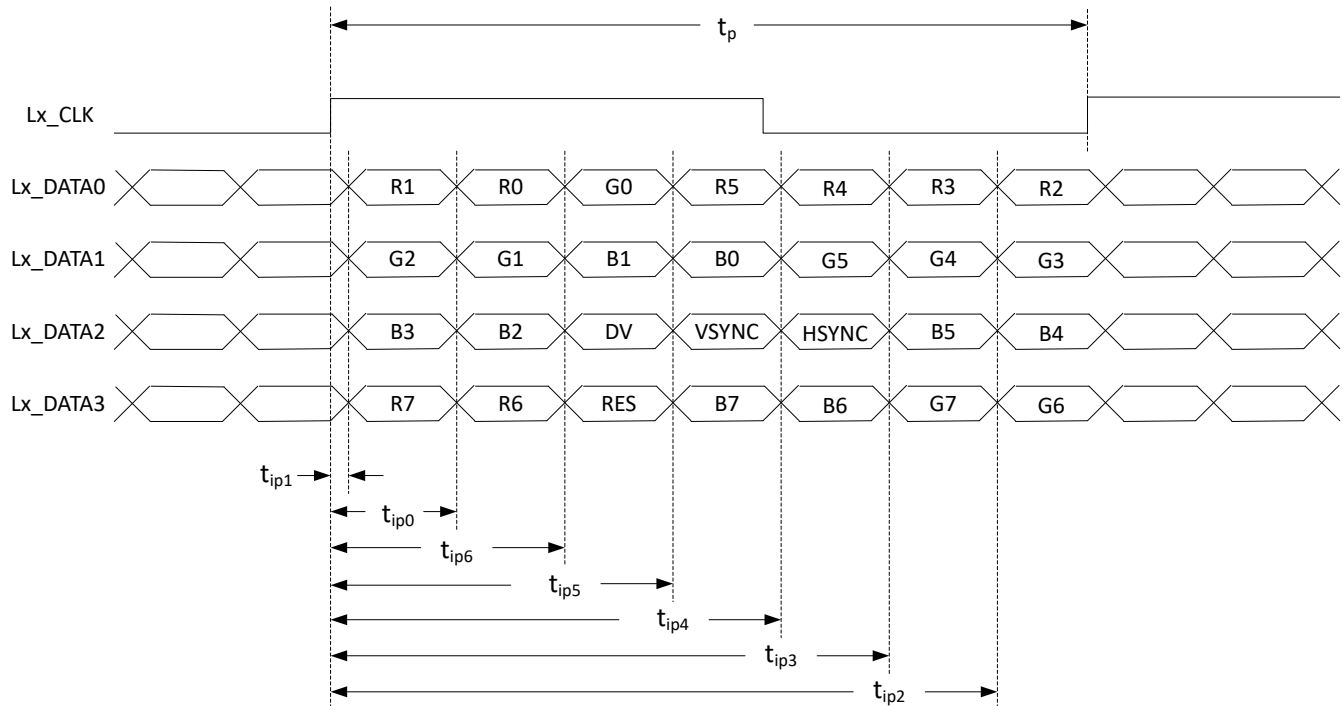 tp
Lx_CLK
Lx_DATA0 R1 R0 G0 R5 R4 R3 R2
Lx_DATA1 G2 G1 B1 B0 G5 G4 G3
Lx_DATA2 B3 B2 DV VSYNC HSYNC B5 B4
Lx_DATA3 R7 R6 RES B7 B6 G7 G6
tip1
tip0
tip6
tip5
tip4
tip3
tip2